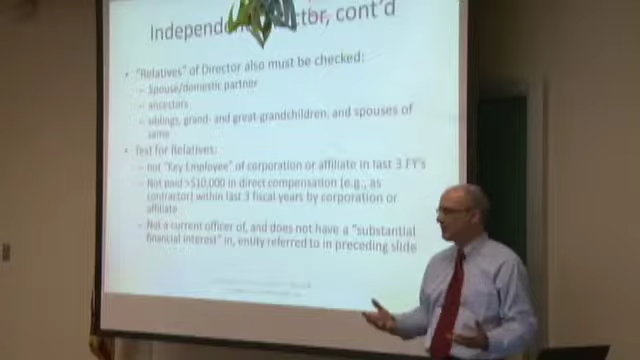 Independ ctor, cont'd
• "Relatives" of Director also must be checked:
– Spouse/domestic partner
– ancestors
– siblings, grand- and great-grandchildren, and spouses of
same
• Test for Relatives:
– not "Key Employee" of corporation or affiliate in last 3 FY's
– Not paid >$10,000 in direct compensation (e.g., as
contractor) within last 3 fiscal years by corporation or
affiliate
– Not a current officer of, and does not have a "substantial
financial interest" in, entity referred to in preceding slide